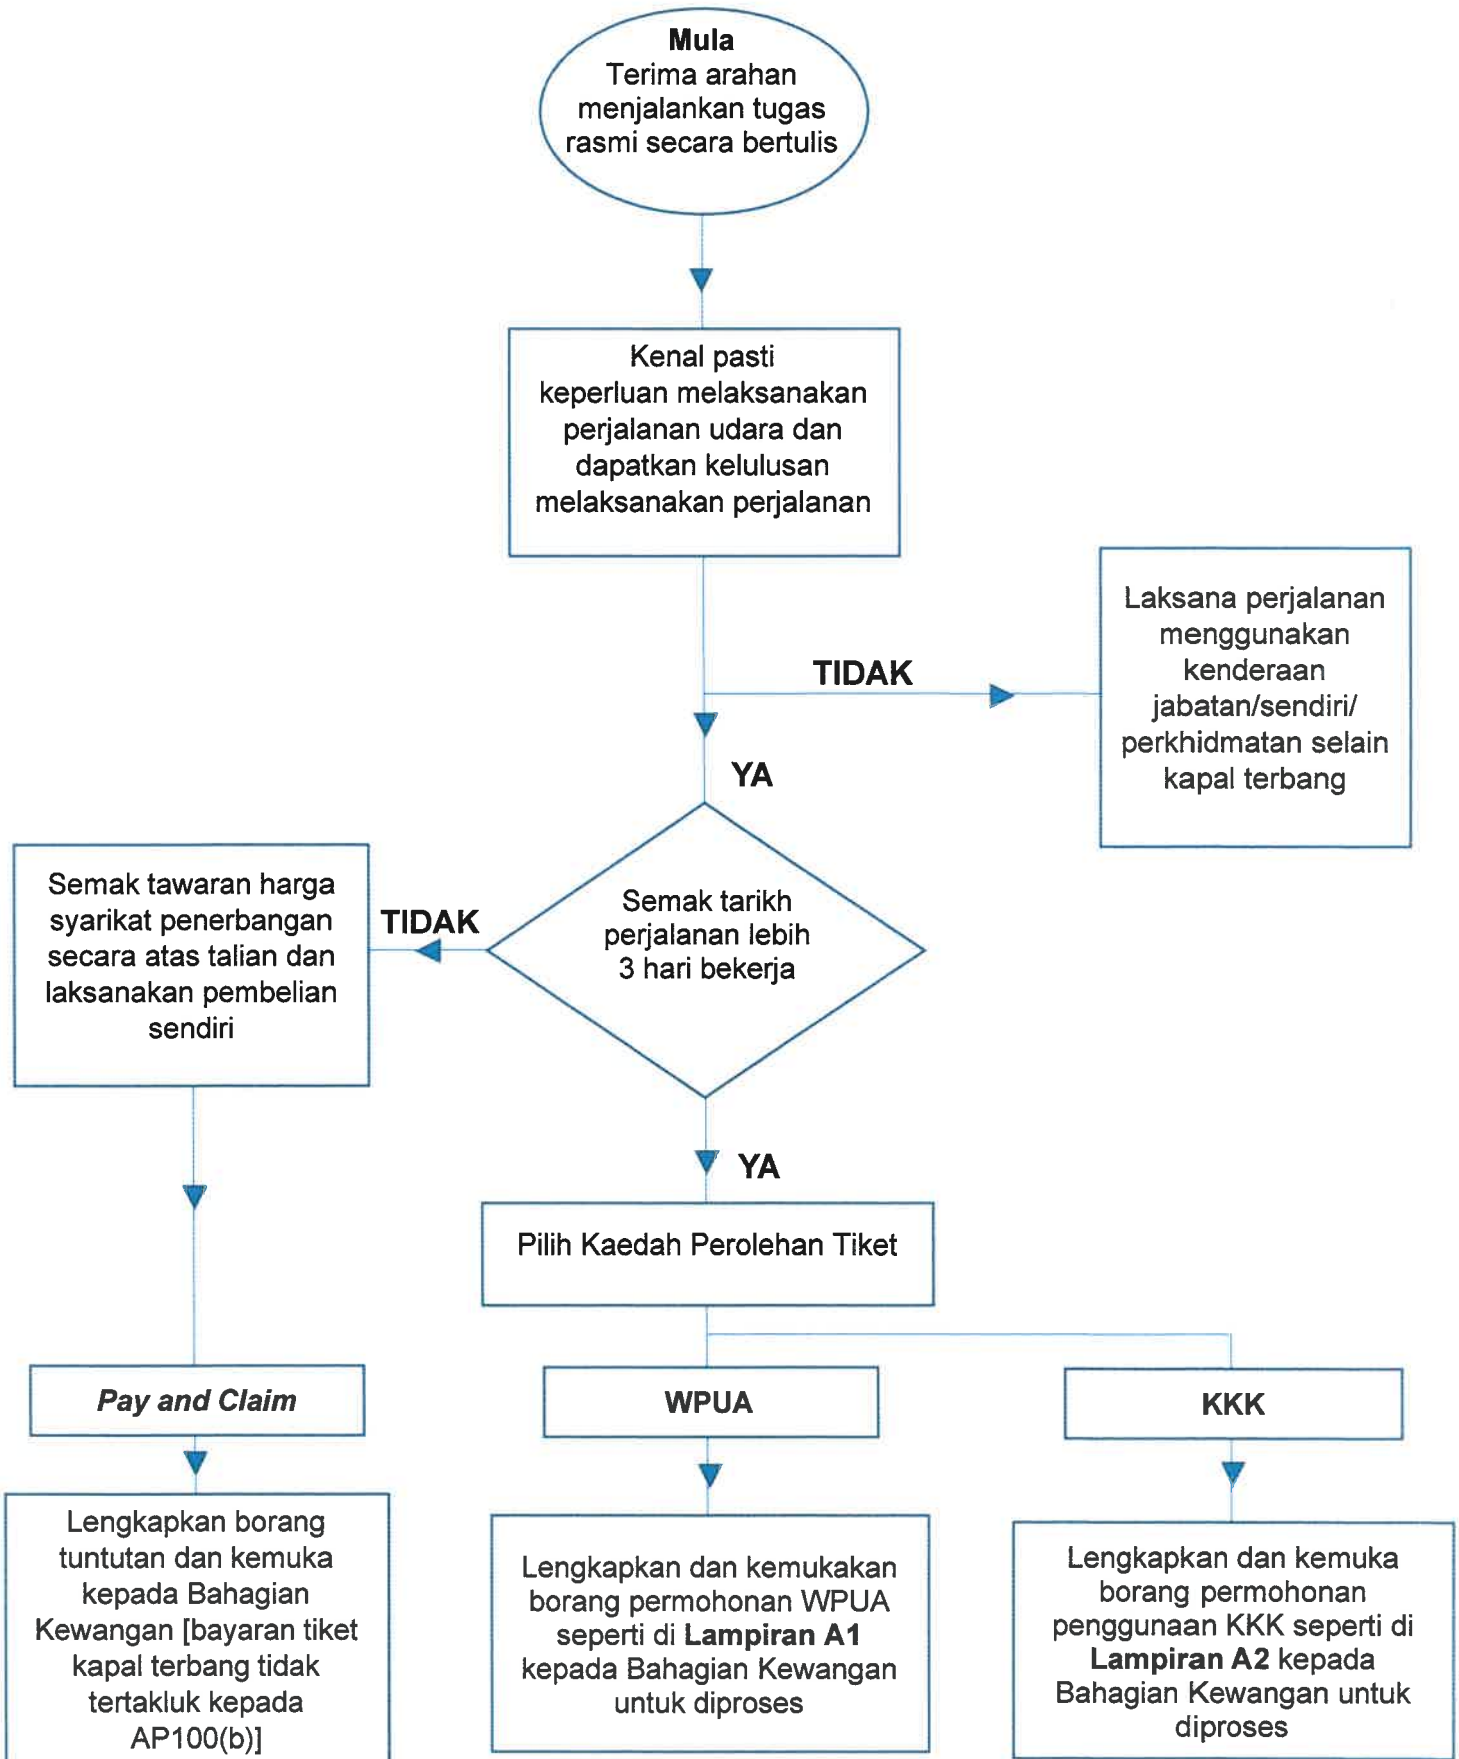 Mula
Terima arahan
menjalankan tugas
rasmi secara bertulis
Kenal pasti
keperluan melaksanakan
perjalanan udara dan
dapatkan kelulusan
melaksanakan perjalanan
TIDAK
Laksana perjalanan
menggunakan
kenderaan
jabatan/sendiri/
perkhidmatan selain
kapal terbang
YA
Semak tarikh
perjalanan lebih
3 hari bekerja
TIDAK
Semak tawaran harga
syarikat penerbangan
secara atas talian dan
laksanakan pembelian
sendiri
YA
Pilih Kaedah Perolehan Tiket
Pay and Claim
WPUA
KKK
Lengkapkan borang
tuntutan dan kemuka
kepada Bahagian
Kewangan [bayaran tiket
kapal terbang tidak
tertakluk kepada
AP100(b)]
Lengkapkan dan kemukakan
borang permohonan WPUA
seperti di Lampiran A1
kepada Bahagian Kewangan
untuk diproses
Lengkapkan dan kemuka
borang permohonan
penggunaan KKK seperti di
Lampiran A2 kepada
Bahagian Kewangan untuk
diproses